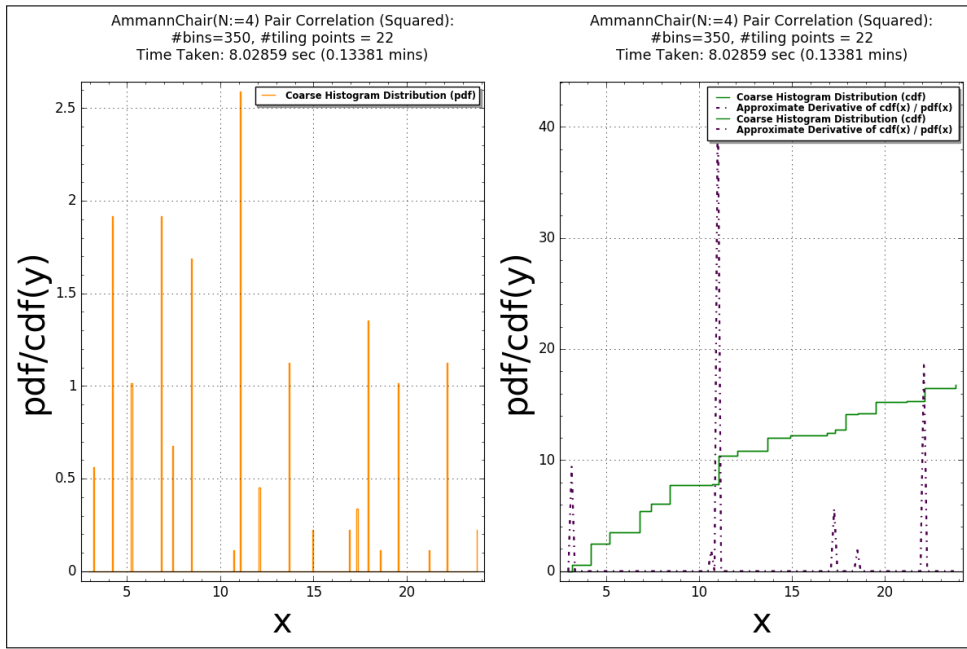 AmmannChair(N:=4) Pair Correlation (Squared):
#bins=350, #tiling points = 22
Time Taken: 8.02859 sec (0.13381 mins)
Coarse Histogram Distribution (pdf)
2.5
2
1.5
1
0.5
0
5
10
15
20
pdf/cdf(y)
x
AmmannChair(N:=4) Pair Correlation (Squared):
#bins=350, #tiling points = 22
Time Taken: 8.02859 sec (0.13381 mins)
Coarse Histogram Distribution (cdf)
Approximate Derivative of cdf(x) / pdf(x)
Coarse Histogram Distribution (cdf)
Approximate Derivative of cdf(x) / pdf(x)
40
30
20
10
0
5
10
15
20
pdf/cdf(y)
x